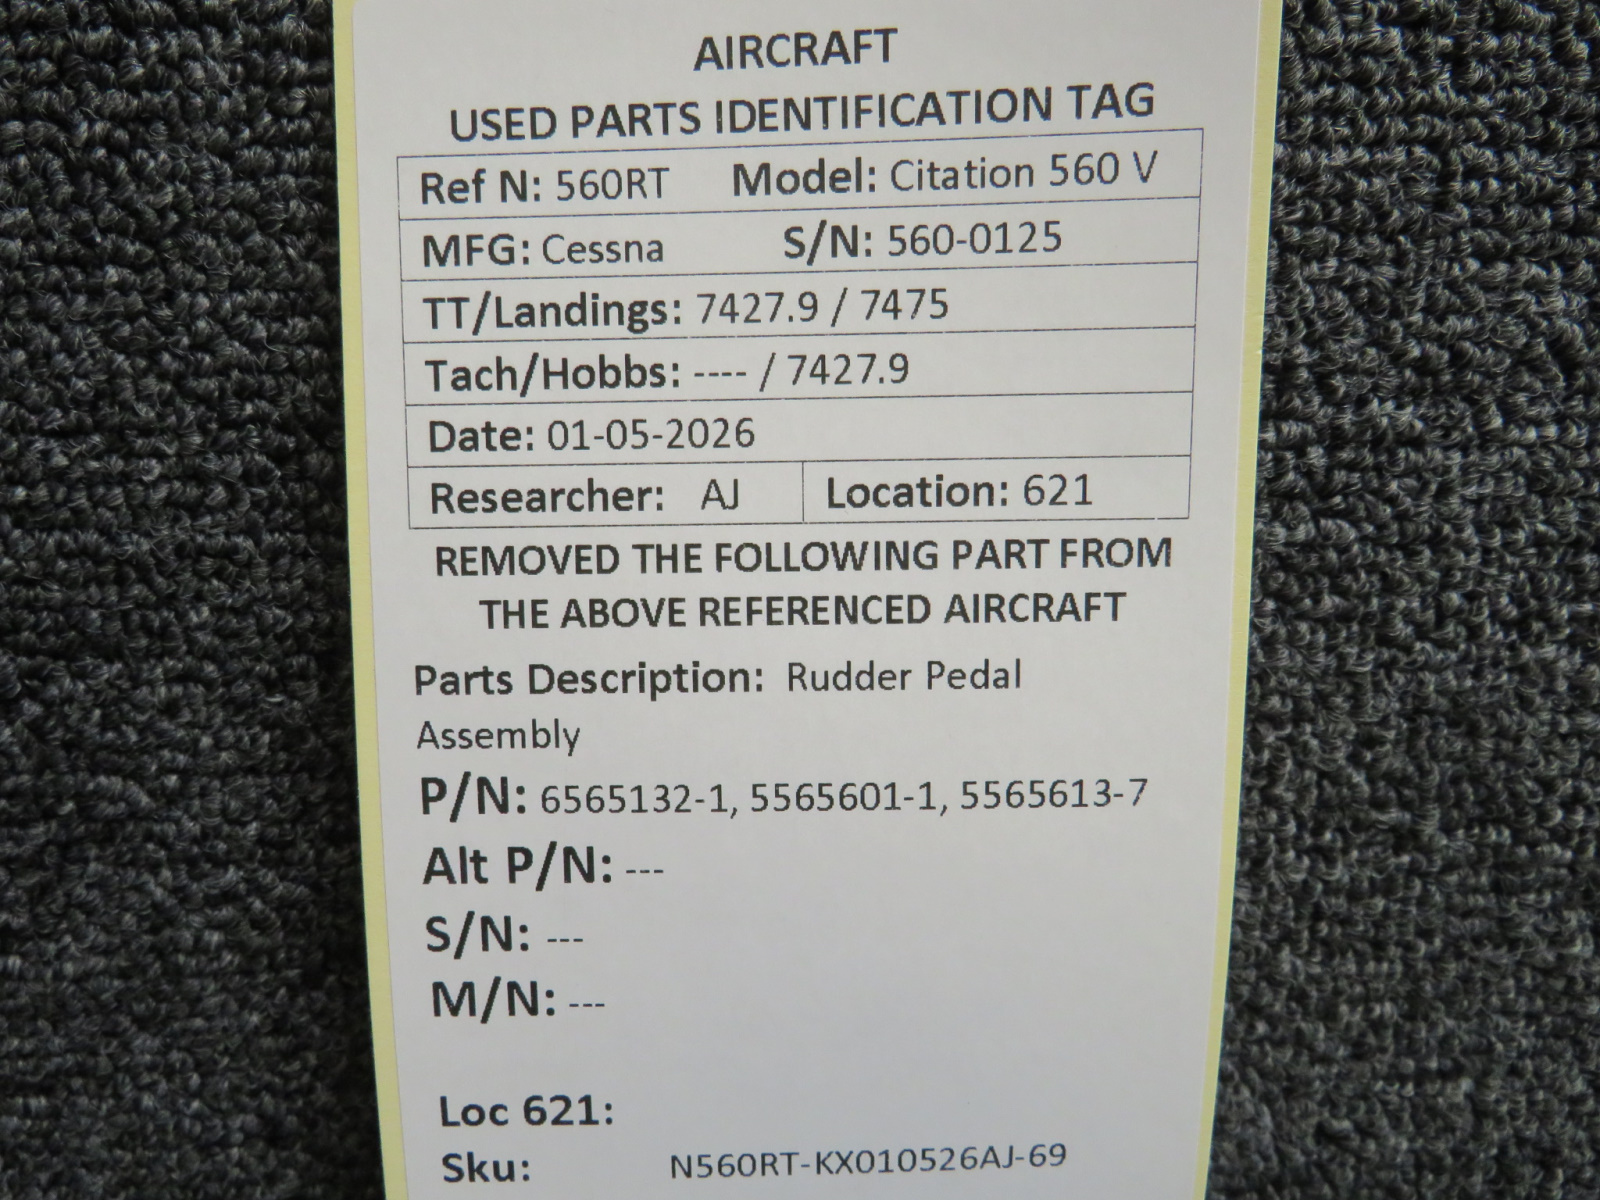 AIRCRAFT
USED PARTS IDENTIFICATION TAG
Ref N: 560RT Model: Citation 560 V
MFG: Cessna S/N: 560-0125
TT/Landings: 7427.9 / 7475
Tach/Hobbs: ---- / 7427.9
Date: 01-05-2026
Researcher: AJ Location: 621
REMOVED THE FOLLOWING PART FROM
THE ABOVE REFERENCED AIRCRAFT
Parts Description: Rudder Pedal
Assembly
P/N: 6565132-1, 5565601-1, 5565613-7
Alt P/N: ---
S/N: ---
M/N: ---
Loc 621:
Sku: N560RT-KX010526AJ-69